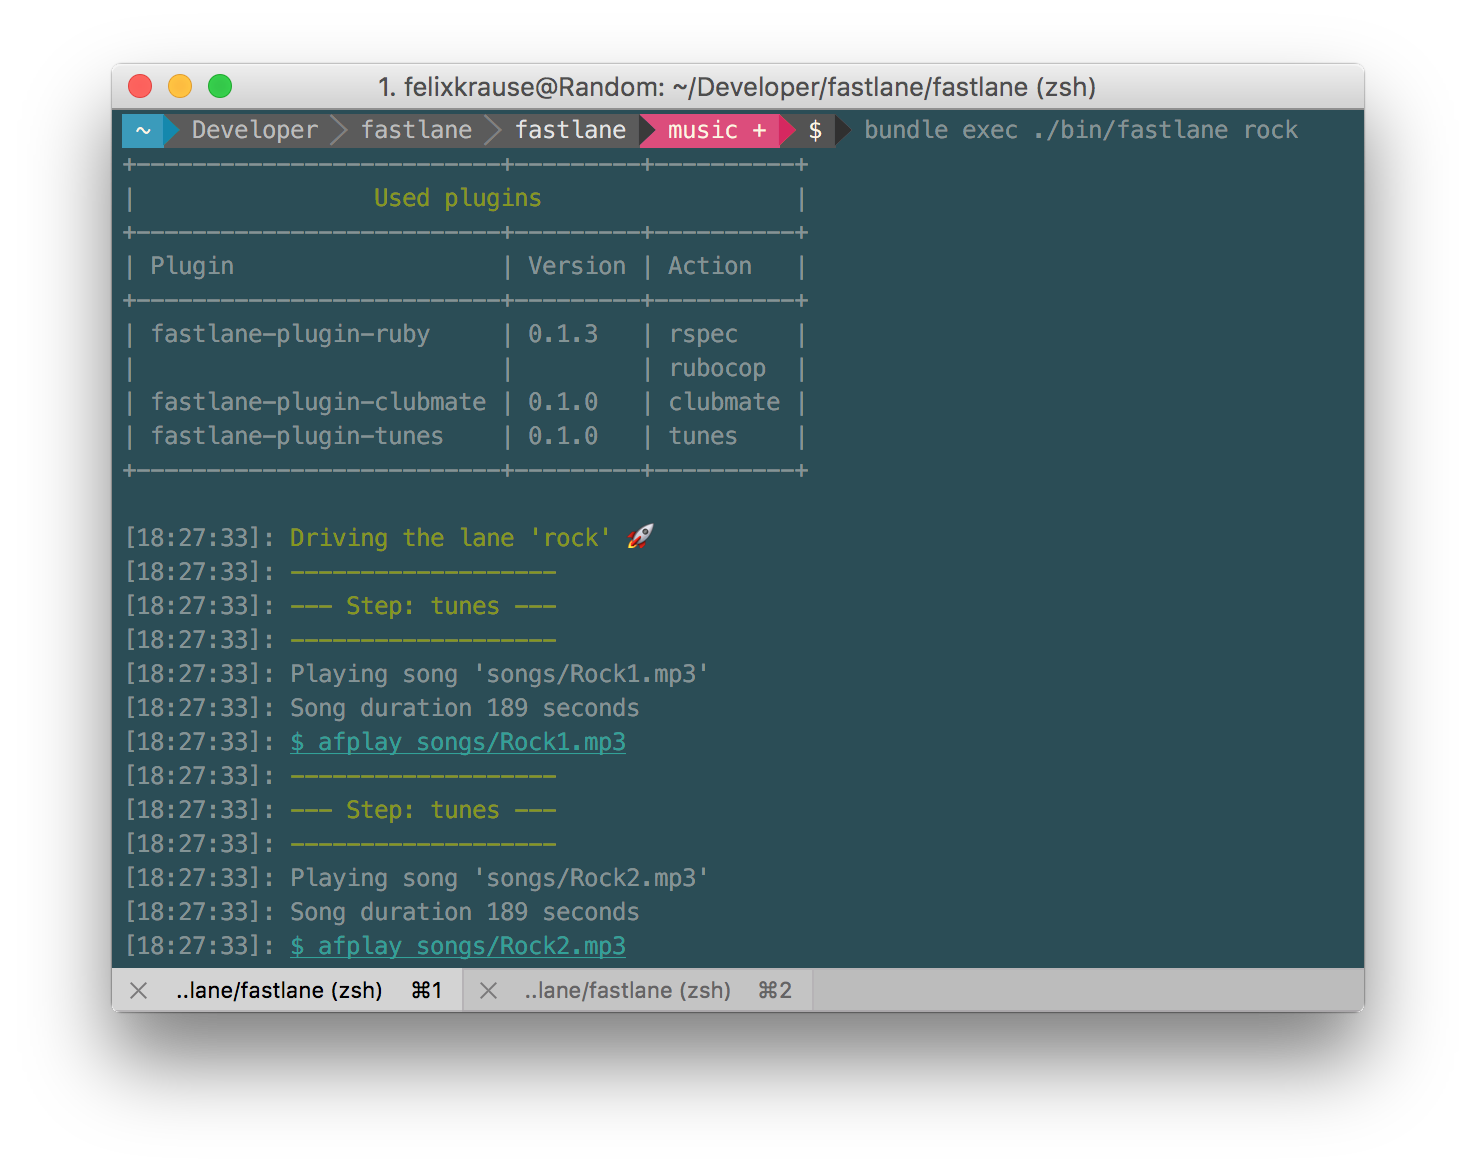 1. felixkrause@Random: ~/Developer/fastlane/fastlane (zsh)
~ Developer fastlane fastlane music + $ bundle exec ./bin/fastlane rock
+--------------------------+---------+----------+
| Used plugins |
+--------------------------+---------+----------+
| Plugin | Version | Action |
+--------------------------+---------+----------+
| fastlane-plugin-ruby | 0.1.3 | rspec |
| | | rubocop |
| fastlane-plugin-clubmate | 0.1.0 | clubmate |
| fastlane-plugin-tunes | 0.1.0 | tunes |
+--------------------------+---------+----------+
[18:27:33]: Driving the lane 'rock' 🚀
[18:27:33]: -------------------
[18:27:33]: --- Step: tunes ---
[18:27:33]: -------------------
[18:27:33]: Playing song 'songs/Rock1.mp3'
[18:27:33]: Song duration 189 seconds
[18:27:33]: $ afplay songs/Rock1.mp3
[18:27:33]: -------------------
[18:27:33]: --- Step: tunes ---
[18:27:33]: -------------------
[18:27:33]: Playing song 'songs/Rock2.mp3'
[18:27:33]: Song duration 189 seconds
[18:27:33]: $ afplay songs/Rock2.mp3
..lane/fastlane (zsh) ⌘1 ..lane/fastlane (zsh) ⌘2